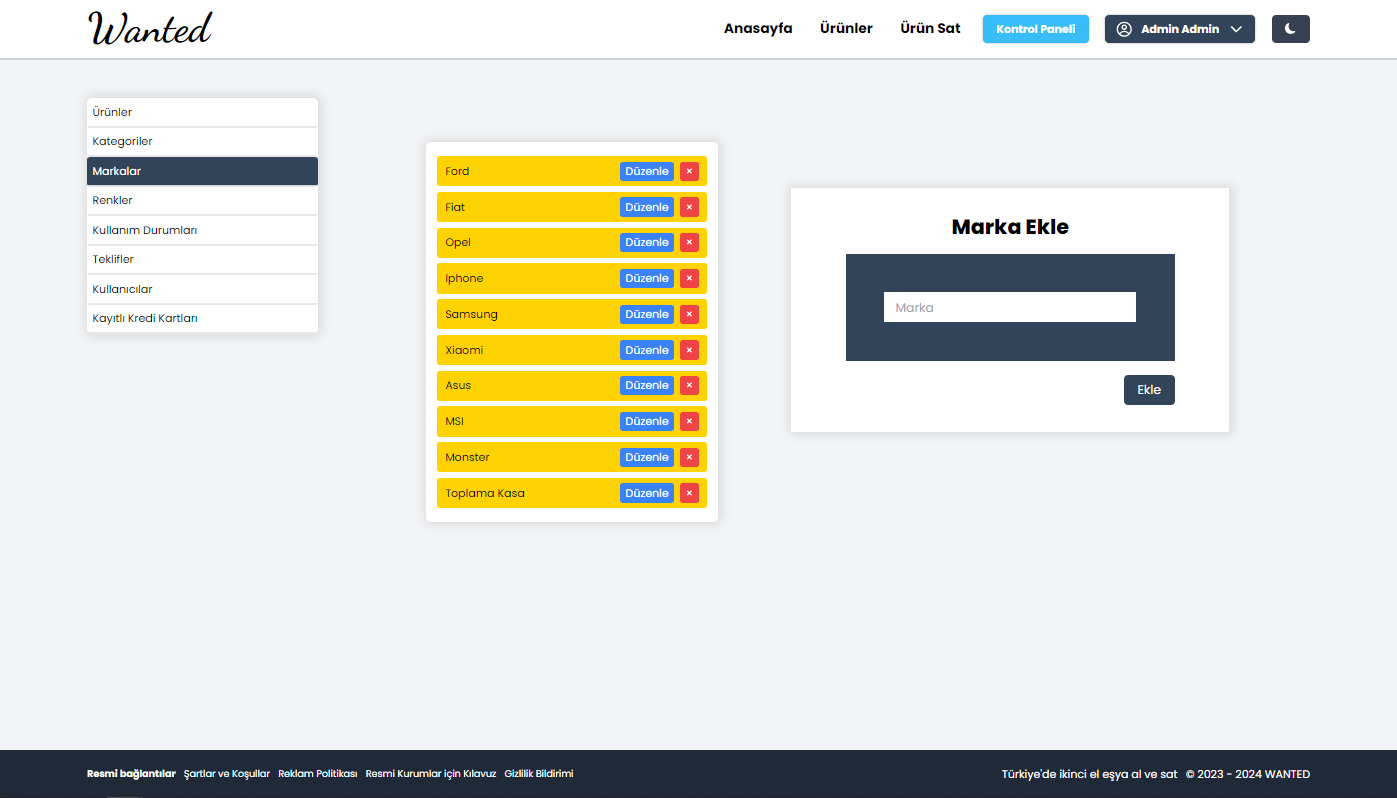 Wanted
Anasayfa Ürünler Ürün Sat Kontrol Paneli Admin Admin
Ürünler
Kategoriler
Markalar
Renkler
Kullanım Durumları
Teklifler
Kullanıcılar
Kayıtlı Kredi Kartları
Ford Düzenle ×
Fiat Düzenle ×
Opel Düzenle ×
Iphone Düzenle ×
Samsung Düzenle ×
Xiaomi Düzenle ×
Asus Düzenle ×
MSI Düzenle ×
Monster Düzenle ×
Toplama Kasa Düzenle ×
Marka Ekle
Marka
Ekle
Resmi bağlantılar Şartlar ve Koşullar Reklam Politikası Resmi Kurumlar için Kılavuz Gizlilik Bildirimi
Türkiye'de ikinci el eşya al ve sat © 2023 - 2024 WANTED